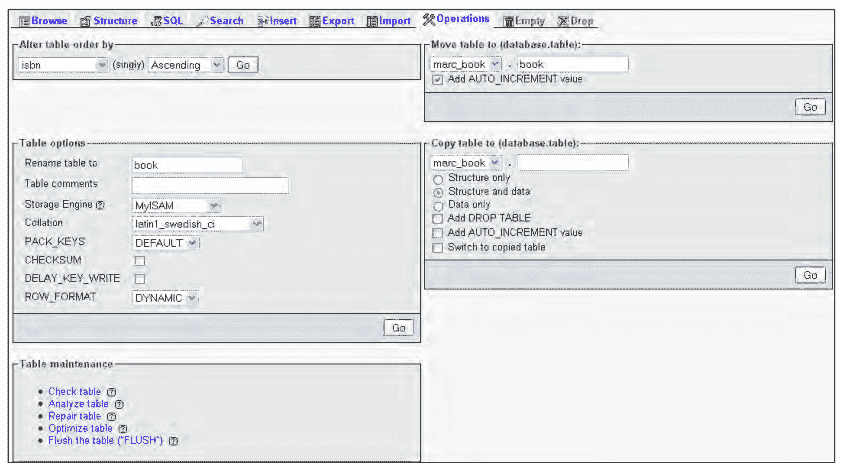 Browse Structure SQL Search Insert Export Import Operations Empty Drop
Alter table order by
isbn (singly) Ascending Go
Move table to (database.table):
marc_book . book
Add AUTO_INCREMENT value
Go
Table options
Rename table to book
Table comments
Storage Engine MyISAM
Collation latin1_swedish_ci
PACK_KEYS DEFAULT
CHECKSUM
DELAY_KEY_WRITE
ROW_FORMAT DYNAMIC
Go
Copy table to (database.table):
marc_book .
Structure only
Structure and data
Data only
Add DROP TABLE
Add AUTO_INCREMENT value
Switch to copied table
Go
Table maintenance
Check table
Analyze table
Repair table
Optimize table
Flush the table ("FLUSH")